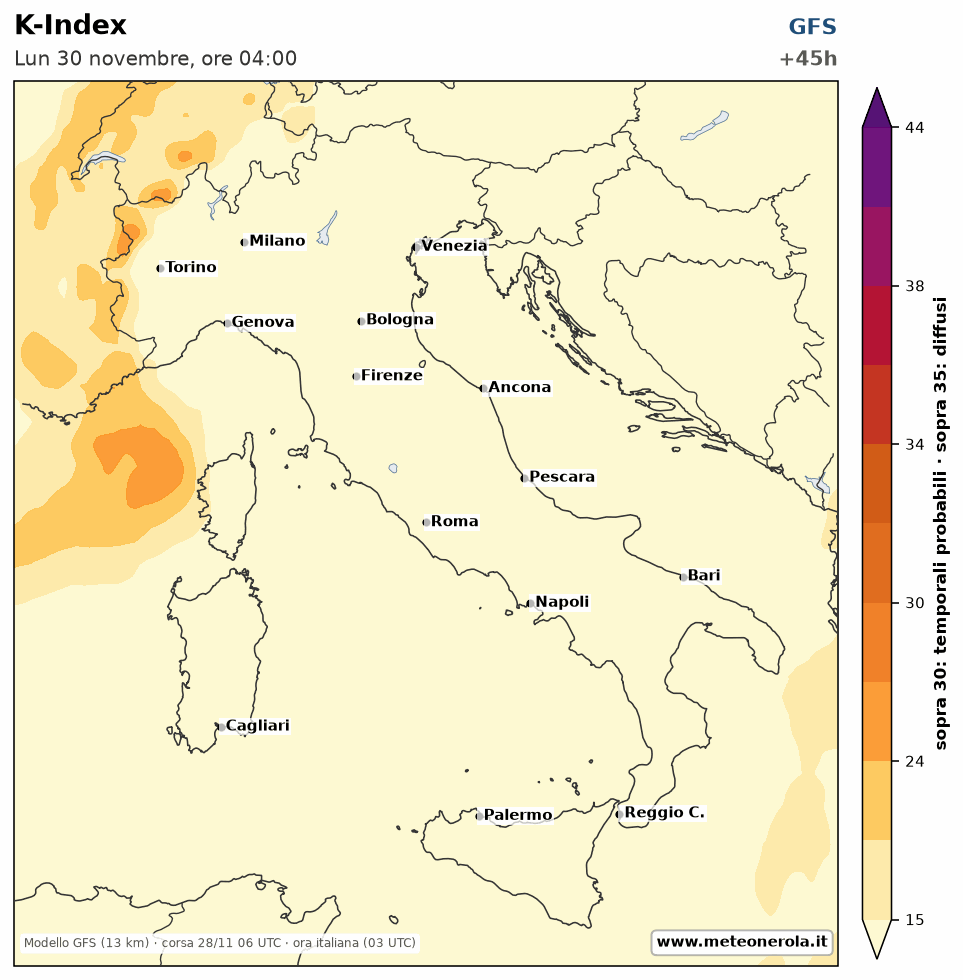 K-Index
GFS
Lun 30 novembre, ore 04:00
+45h
44
38
34
30
24
15
sopra 30: temporali probabili · sopra 35: diffusi
Milano
Venezia
Torino
Genova
Bologna
Firenze
Ancona
Pescara
Roma
Bari
Napoli
Cagliari
Palermo
Reggio C.
Modello GFS (13 km) · corsa 28/11 06 UTC · ora italiana (03 UTC)
www.meteonerola.it